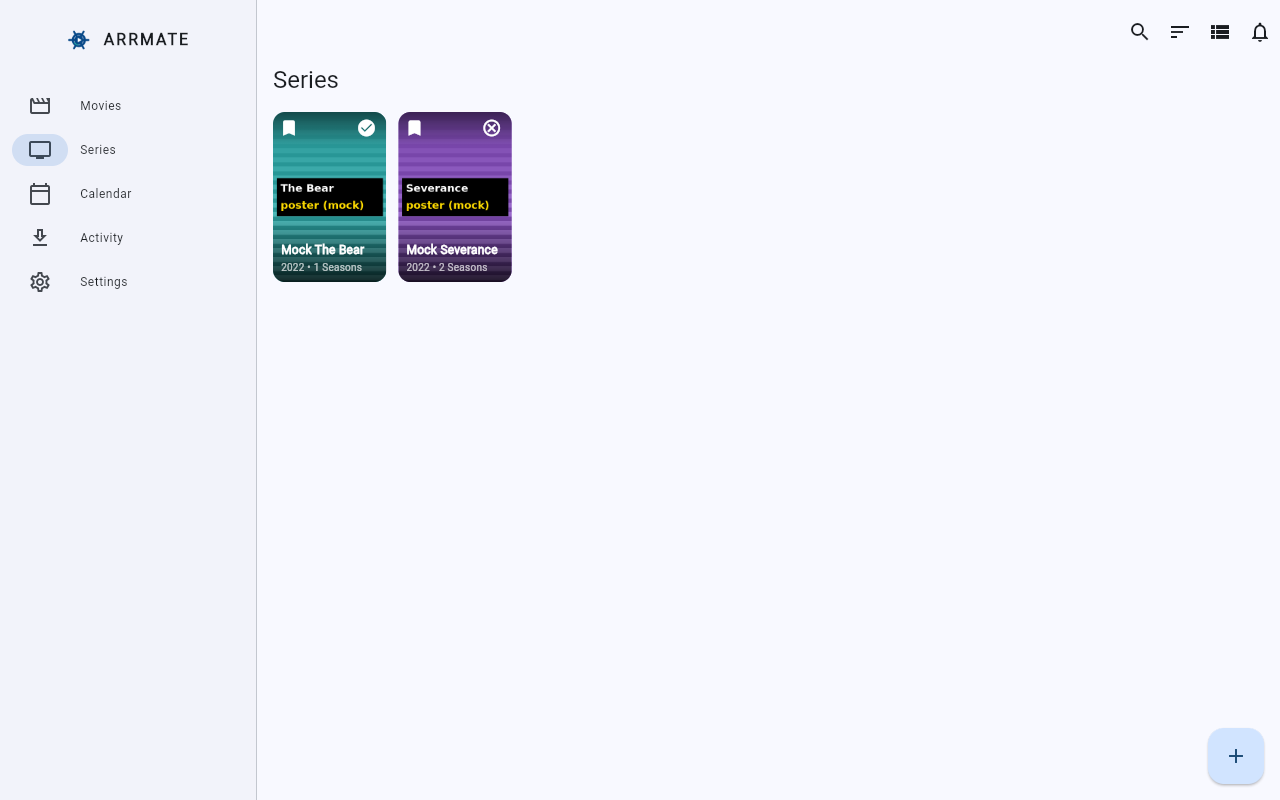 ARRMATE
Movies
Series
Calendar
Activity
Settings
Series
The Bear
poster (mock)
Mock The Bear
2022 • 1 Seasons
Severance
poster (mock)
Mock Severance
2022 • 2 Seasons